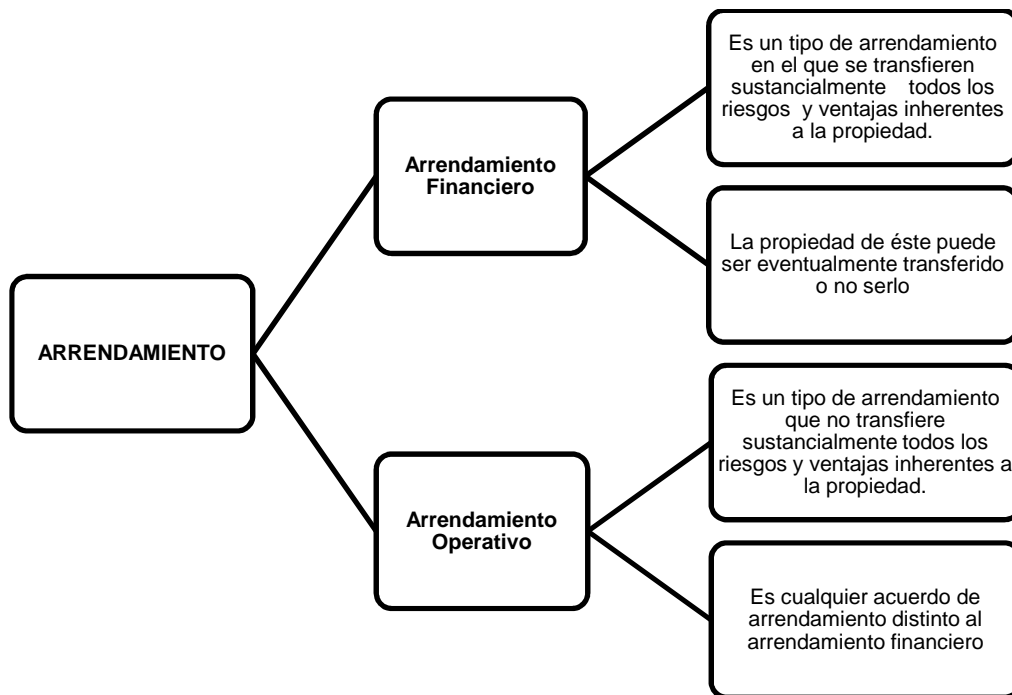 ARRENDAMIENTO
Arrendamiento
Financiero
Es un tipo de arrendamiento
en el que se transfieren
sustancialmente todos los
riesgos y ventajas inherentes
a la propiedad.
La propiedad de éste puede
ser eventualmente transferido
o no serlo
Arrendamiento
Operativo
Es un tipo de arrendamiento
que no transfiere
sustancialmente todos los
riesgos y ventajas inherentes a
la propiedad.
Es cualquier acuerdo de
arrendamiento distinto al
arrendamiento financiero